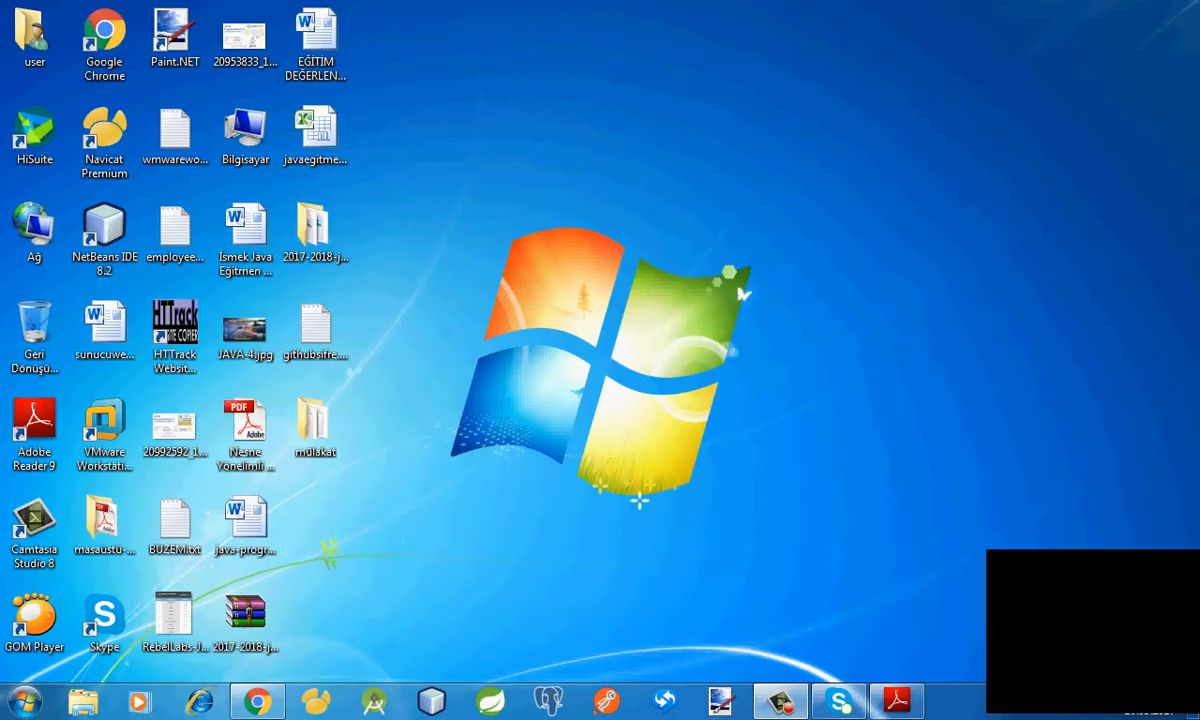 user
Google
Chrome
Paint.NET
20953833_1...
EĞİTİM
DEĞERLEN...
HiSuite
Navicat
Premium
wmwarewo...
Bilgisayar
javaegitme...
Ağ
NetBeans IDE
8.2
employee...
İsmek Java
Eğitmen ...
2017-2018-j...
Geri
Dönüşü...
sunucuwe...
HTTrack
Websit...
JAVA-4.jpg
githubsifre....
Adobe
Reader 9
VMware
Workstati...
20992592_1...
PDF
Adobe
Nesne
Yönelimli ...
mülakat
Camtasia
Studio 8
masaüstü-...
BUZEM.txt
java-progr...
GOM Player
Skype
RebelLabs-J...
2017-2018-j...